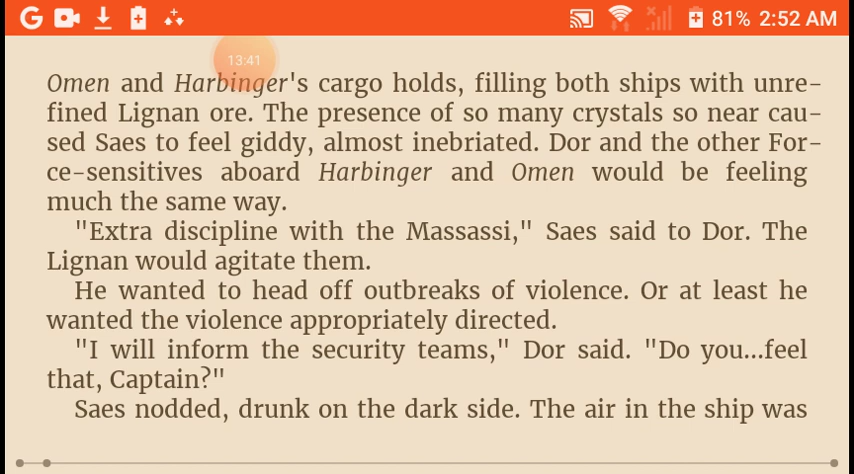 81% 2:52 AM
13:41
Omen and Harbinger's cargo holds, filling both ships with unre-
fined Lignan ore. The presence of so many crystals so near cau-
sed Saes to feel giddy, almost inebriated. Dor and the other For-
ce-sensitives aboard Harbinger and Omen would be feeling
much the same way.
"Extra discipline with the Massassi," Saes said to Dor. The
Lignan would agitate them.
He wanted to head off outbreaks of violence. Or at least he
wanted the violence appropriately directed.
"I will inform the security teams," Dor said. "Do you...feel
that, Captain?"
Saes nodded, drunk on the dark side. The air in the ship was